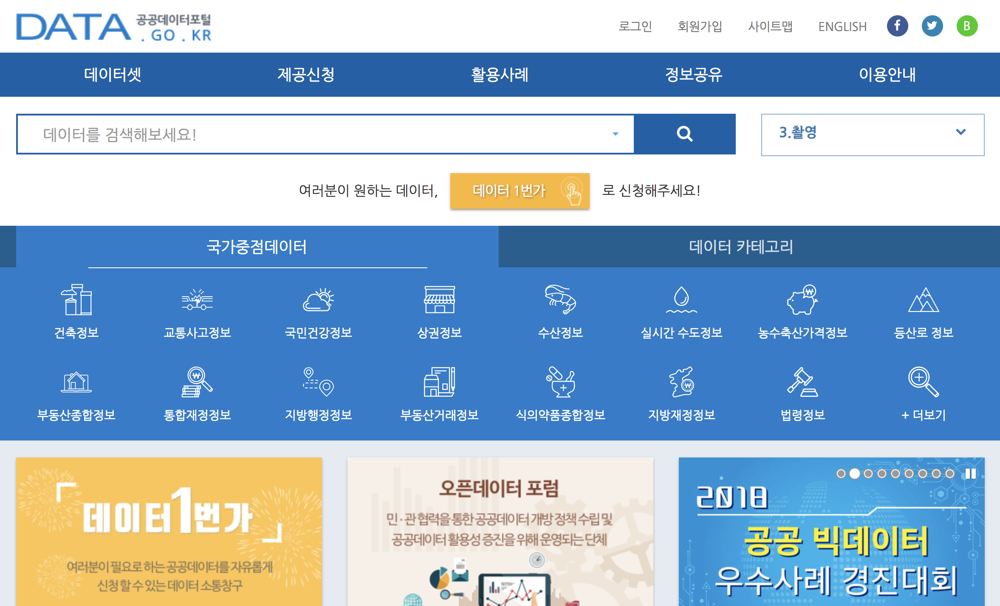 DATA 공공데이터포털
.GO.KR
로그인 회원가입 사이트맵 ENGLISH f B
데이터셋 제공신청 활용사례 정보공유 이용안내
데이터를 검색해보세요!
3.촬영
여러분이 원하는 데이터, 데이터 1번가 로 신청해주세요!
국가중점데이터 데이터 카테고리
건축정보 교통사고정보 국민건강정보 상권정보 수산정보 실시간 수도정보 농수축산가격정보 등산로 정보
부동산종합정보 통합재정정보 지방행정정보 부동산거래정보 식의약품종합정보 지방재정정보 법령정보 + 더보기
「데이터1번가」
여러분이 필요로 하는 공공데이터를 자유롭게
신청 할 수 있는 데이터 소통창구
오픈데이터 포럼
민·관 협력을 통한 공공데이터 개방 정책 수립 및
공공데이터 활용성 증진을 위해 운영되는 단체
2018
공공 빅데이터
우수사례 경진대회